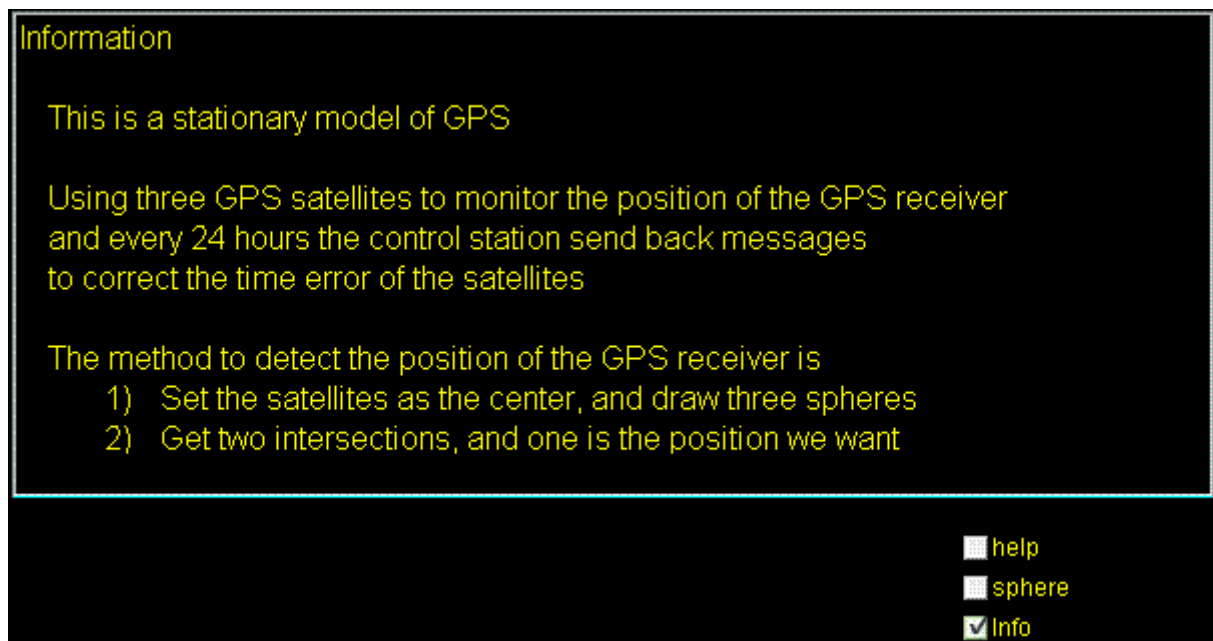 Information
This is a stationary model of GPS
Using three GPS satellites to monitor the position of the GPS receiver
and every 24 hours the control station send back messages
to correct the time error of the satellites
The method to detect the position of the GPS receiver is
1) Set the satellites as the center, and draw three spheres
2) Get two intersections, and one is the position we want
help
sphere
Info